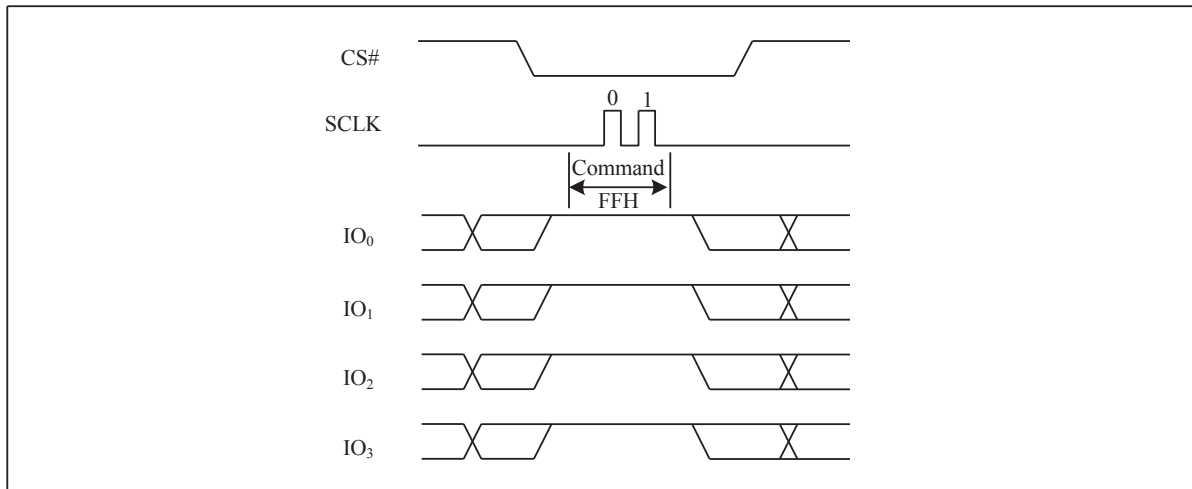 CS#
0 1
SCLK
Command
FFH
IO0
IO1
IO2
IO3